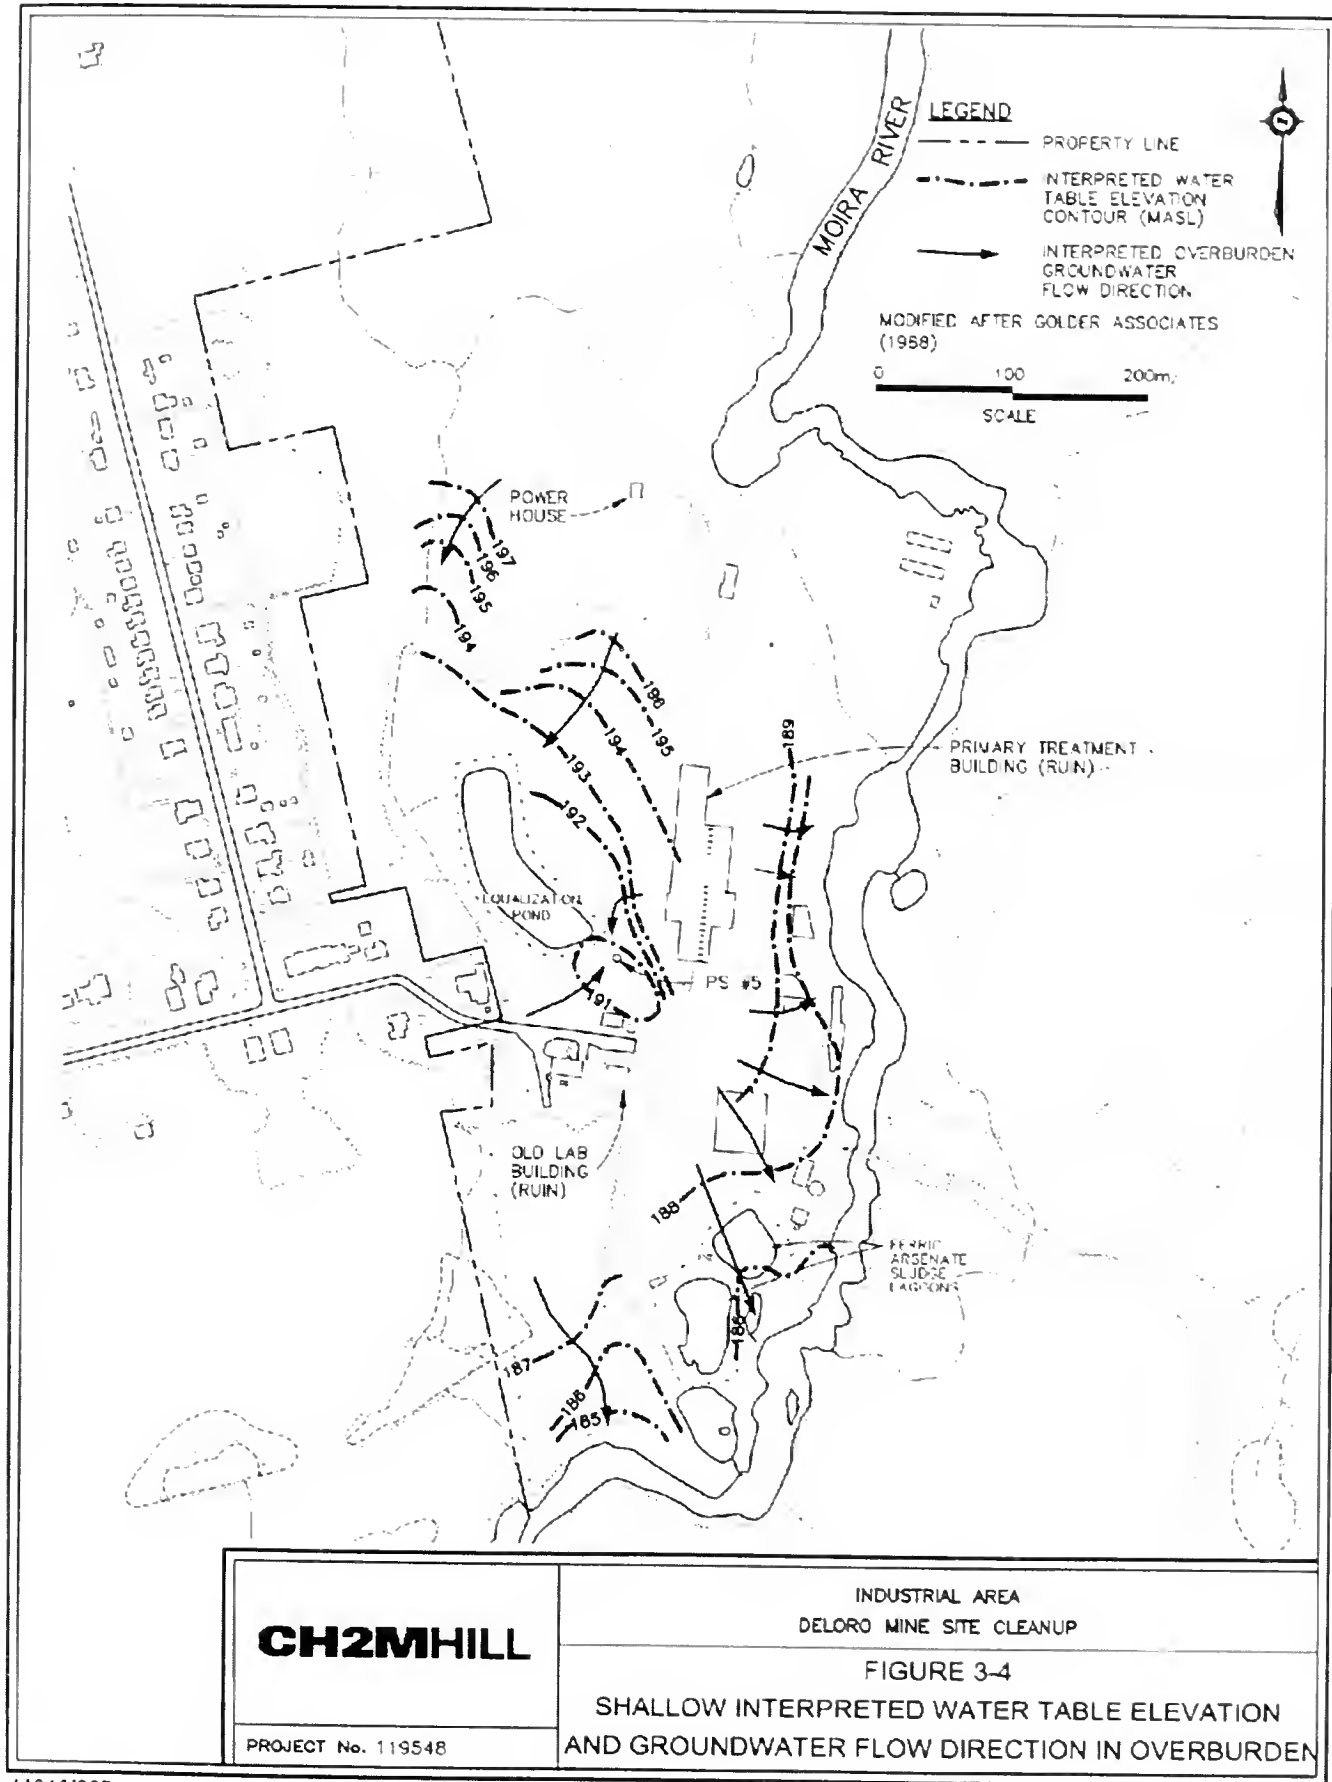 MOIRA RIVER
LEGEND
PROPERTY LINE
INTERPRETED WATER
TABLE ELEVATION
CONTOUR (MASL)
INTERPRETED OVERBURDEN
GROUNDWATER
FLOW DIRECTION
MODIFIED AFTER GOLDER ASSOCIATES
(1988)
0 100 200m
SCALE
POWER
HOUSE
197
196
195
194
196
195
194
193
192
189
PRIMARY TREATMENT
BUILDING (RUIN)
EQUALIZATION
POND
PS #5
191
OLD LAB
BUILDING
(RUIN)
188
FERRIC
ARSENATE
SLUDGE
LAGOONS
186
187
186
185
CH2MHILL
PROJECT No. 119548
INDUSTRIAL AREA
DELORO MINE SITE CLEANUP
FIGURE 3-4
SHALLOW INTERPRETED WATER TABLE ELEVATION
AND GROUNDWATER FLOW DIRECTION IN OVERBURDEN